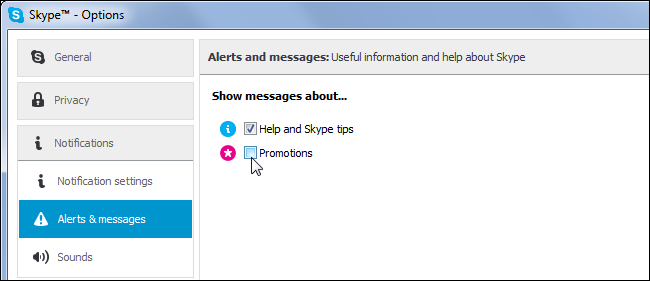 Skype™ - Options
General
Privacy
Notifications
Notification settings
Alerts & messages
Sounds
Alerts and messages: Useful information and help about Skype
Show messages about...
Help and Skype tips
Promotions